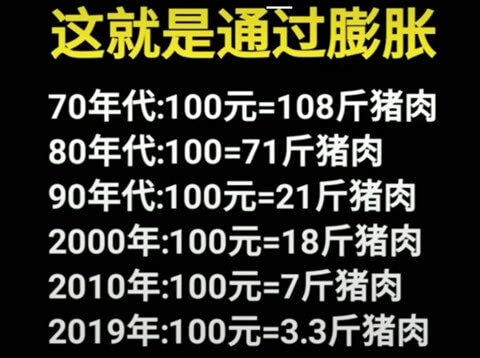 这就是通过膨胀
70年代:100元=108斤猪肉
80年代:100=71斤猪肉
90年代:100元=21斤猪肉
2000年:100元=18斤猪肉
2010年:100元=7斤猪肉
2019年:100元=3.3斤猪肉